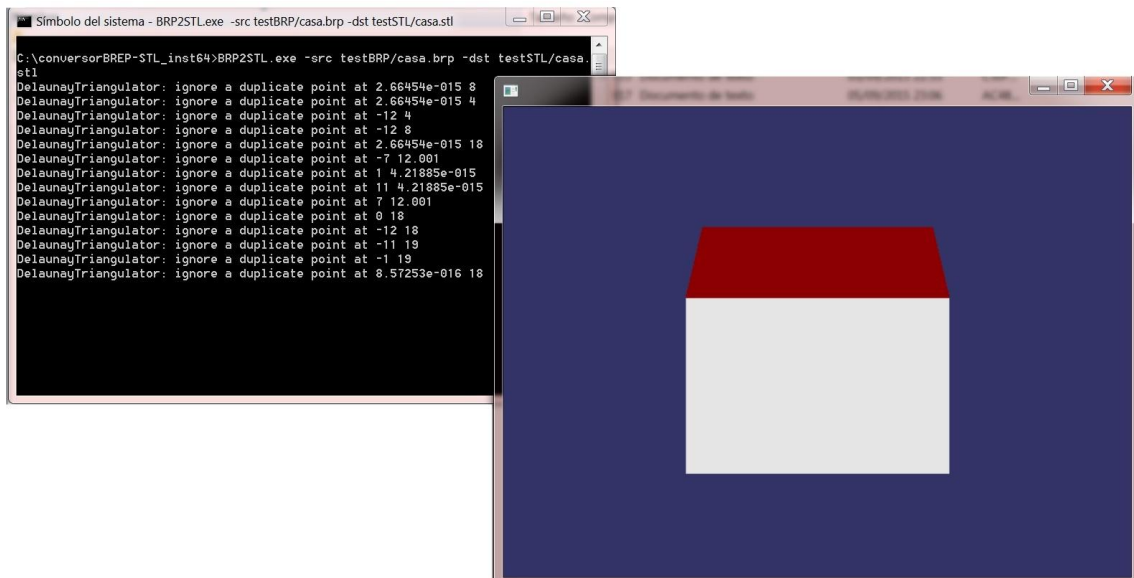 Símbolo del sistema - BRP2STL.exe -src testBRP/casa.brp -dst testSTL/casa.stl
C:\conversorBREP-STL_inst64>BRP2STL.exe -src testBRP/casa.brp -dst testSTL/casa.
stl
DelaunayTriangulator: ignore a duplicate point at 2.66454e-015 8
DelaunayTriangulator: ignore a duplicate point at 2.66454e-015 4
DelaunayTriangulator: ignore a duplicate point at -12 4
DelaunayTriangulator: ignore a duplicate point at -12 8
DelaunayTriangulator: ignore a duplicate point at 2.66454e-015 18
DelaunayTriangulator: ignore a duplicate point at -7 12.001
DelaunayTriangulator: ignore a duplicate point at 1 4.21885e-015
DelaunayTriangulator: ignore a duplicate point at 11 4.21885e-015
DelaunayTriangulator: ignore a duplicate point at 7 12.001
DelaunayTriangulator: ignore a duplicate point at 0 18
DelaunayTriangulator: ignore a duplicate point at -12 18
DelaunayTriangulator: ignore a duplicate point at -11 19
DelaunayTriangulator: ignore a duplicate point at -1 19
DelaunayTriangulator: ignore a duplicate point at 8.57253e-016 18
Documento de texto